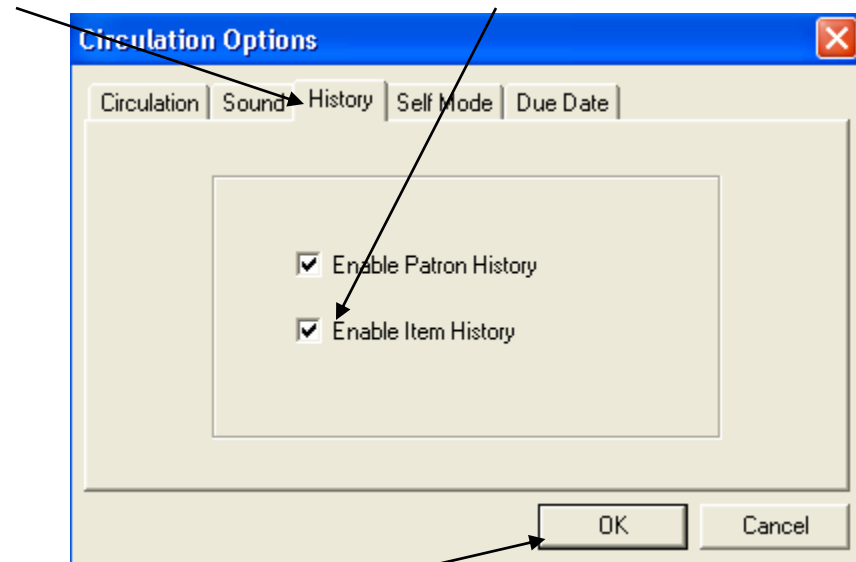 Circulation Options
Circulation Sound History Self Mode Due Date
Enable Patron History
Enable Item History
OK Cancel